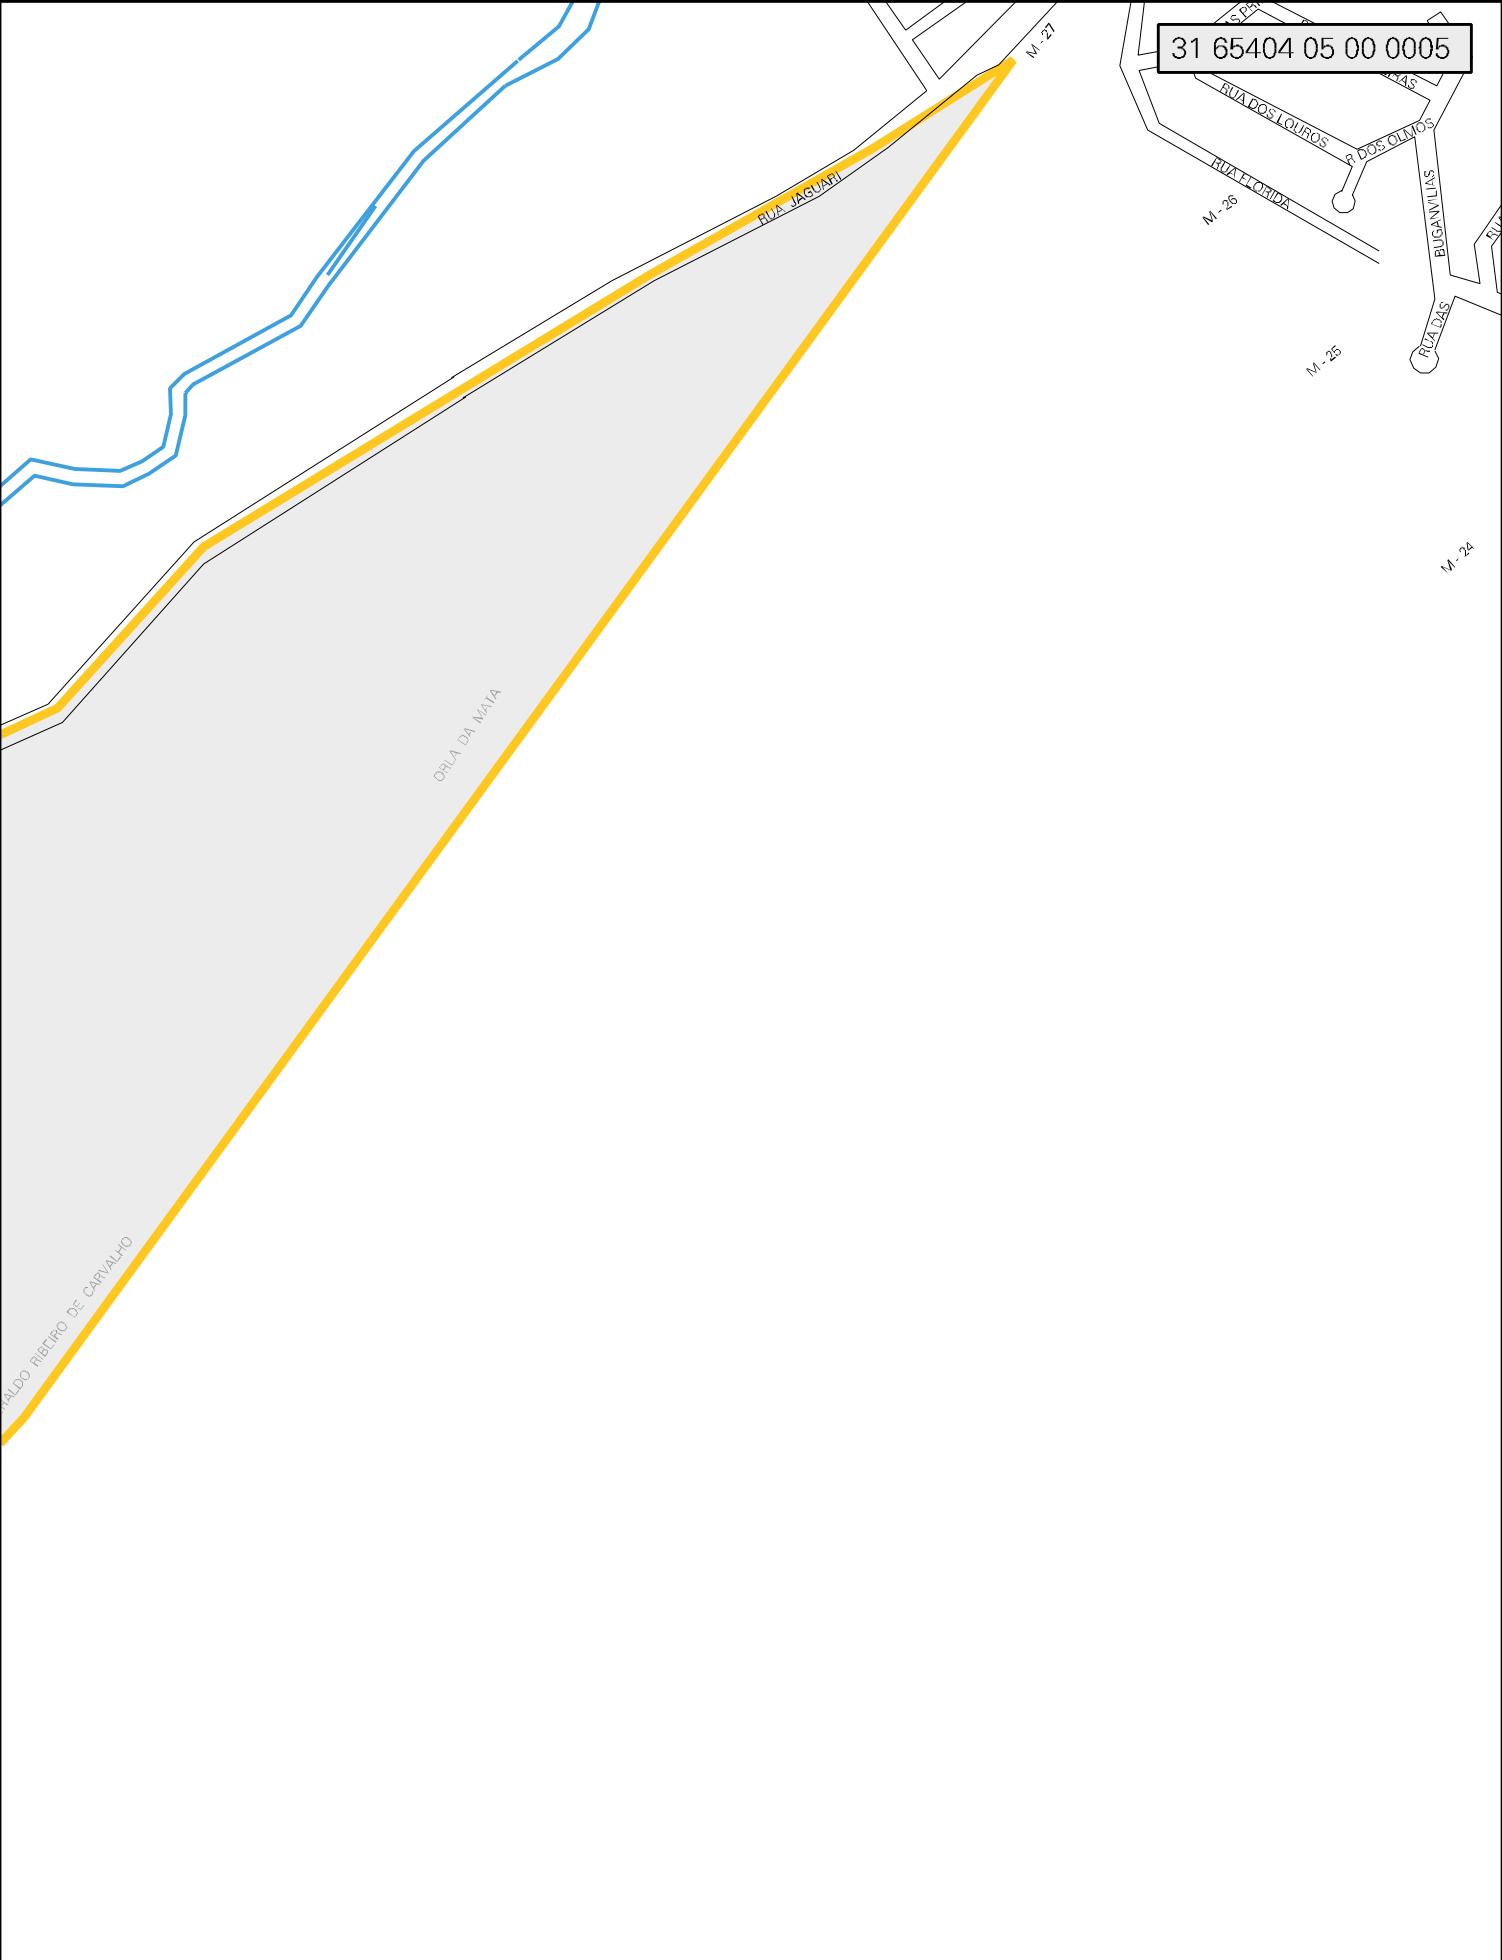 M - 27
31 65404 05 00 0005
RUA DOS LOUROS
R DOS OLMOS
RUA FLORIDA
M - 26
BUGANVILIAS
RUA JAGUARI
RUA DAS
M - 25
M - 24
ORLA DA MATA
RIBEIRO DE CARVALHO